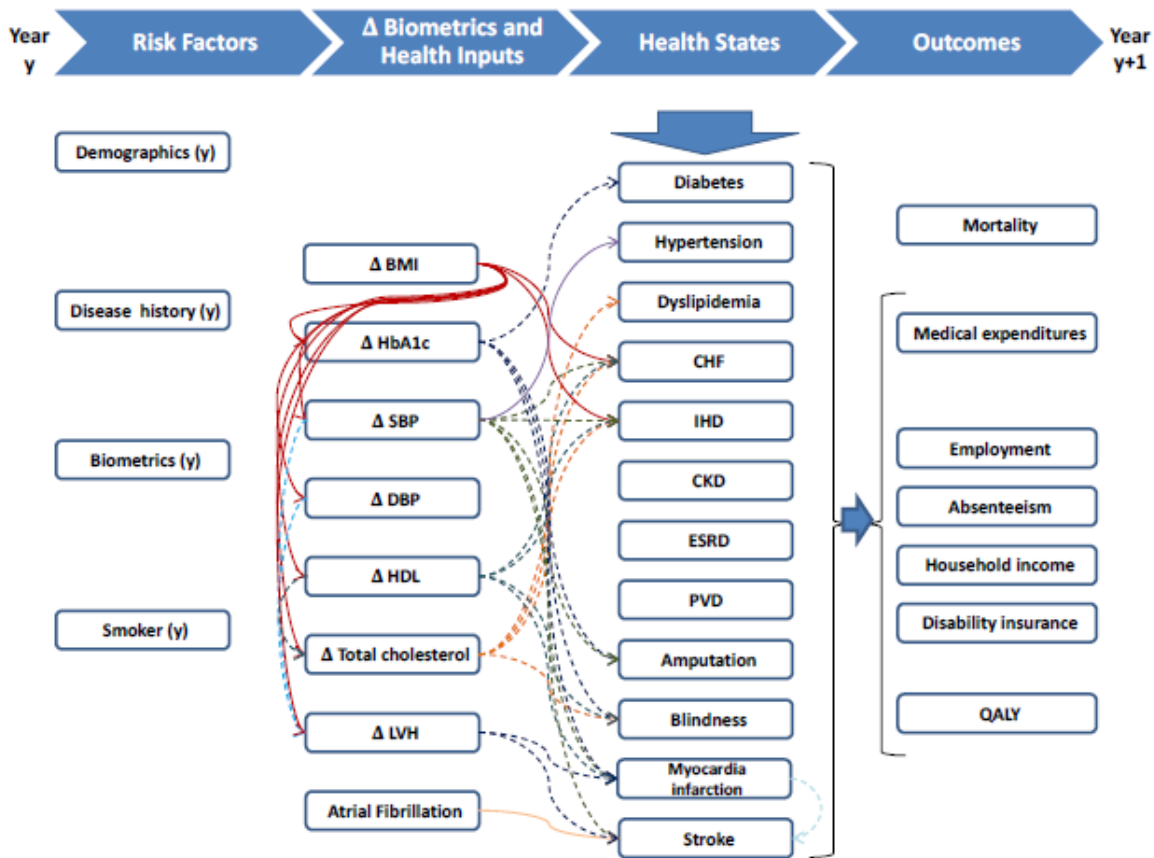 Year
y
Risk Factors
Δ Biometrics and
Health Inputs
Health States
Outcomes
Year
y+1
Demographics (y)
Disease history (y)
Biometrics (y)
Smoker (y)
Δ BMI
Δ HbA1c
Δ SBP
Δ DBP
Δ HDL
Δ Total cholesterol
Δ LVH
Atrial Fibrillation
Diabetes
Hypertension
Dyslipidemia
CHF
IHD
CKD
ESRD
PVD
Amputation
Blindness
Myocardia
infarction
Stroke
Mortality
Medical expenditures
Employment
Absenteeism
Household income
Disability insurance
QALY